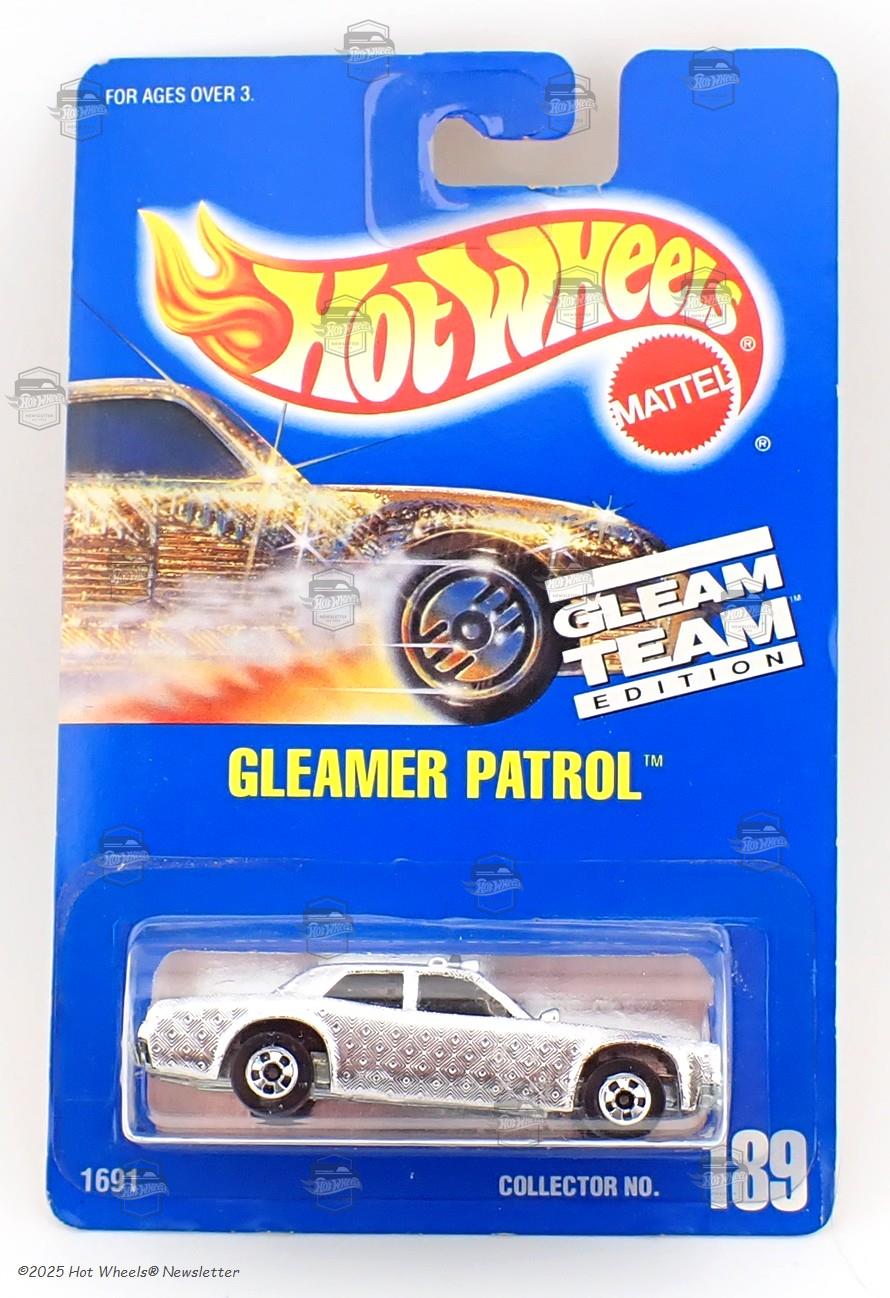 FOR AGES OVER 3.
HOT WHEELS®
MATTEL
®
GLEAM
TEAM™
EDITION
GLEAMER PATROL™
1691
COLLECTOR NO. 189
©2025 Hot Wheels® Newsletter